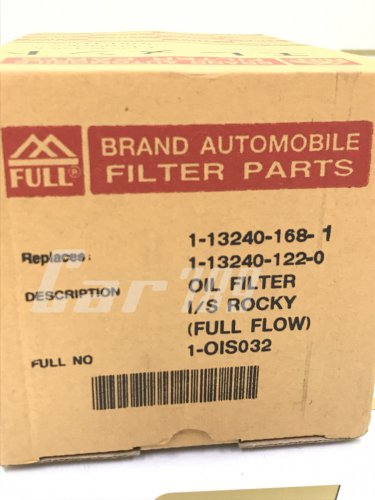 FULL®
BRAND AUTOMOBILE
FILTER PARTS
1-13240-168-1
Replaces: 1-13240-122-0
DESCRIPTION OIL FILTER
I/S ROCKY
(FULL FLOW)
FULL NO 1-OIS032